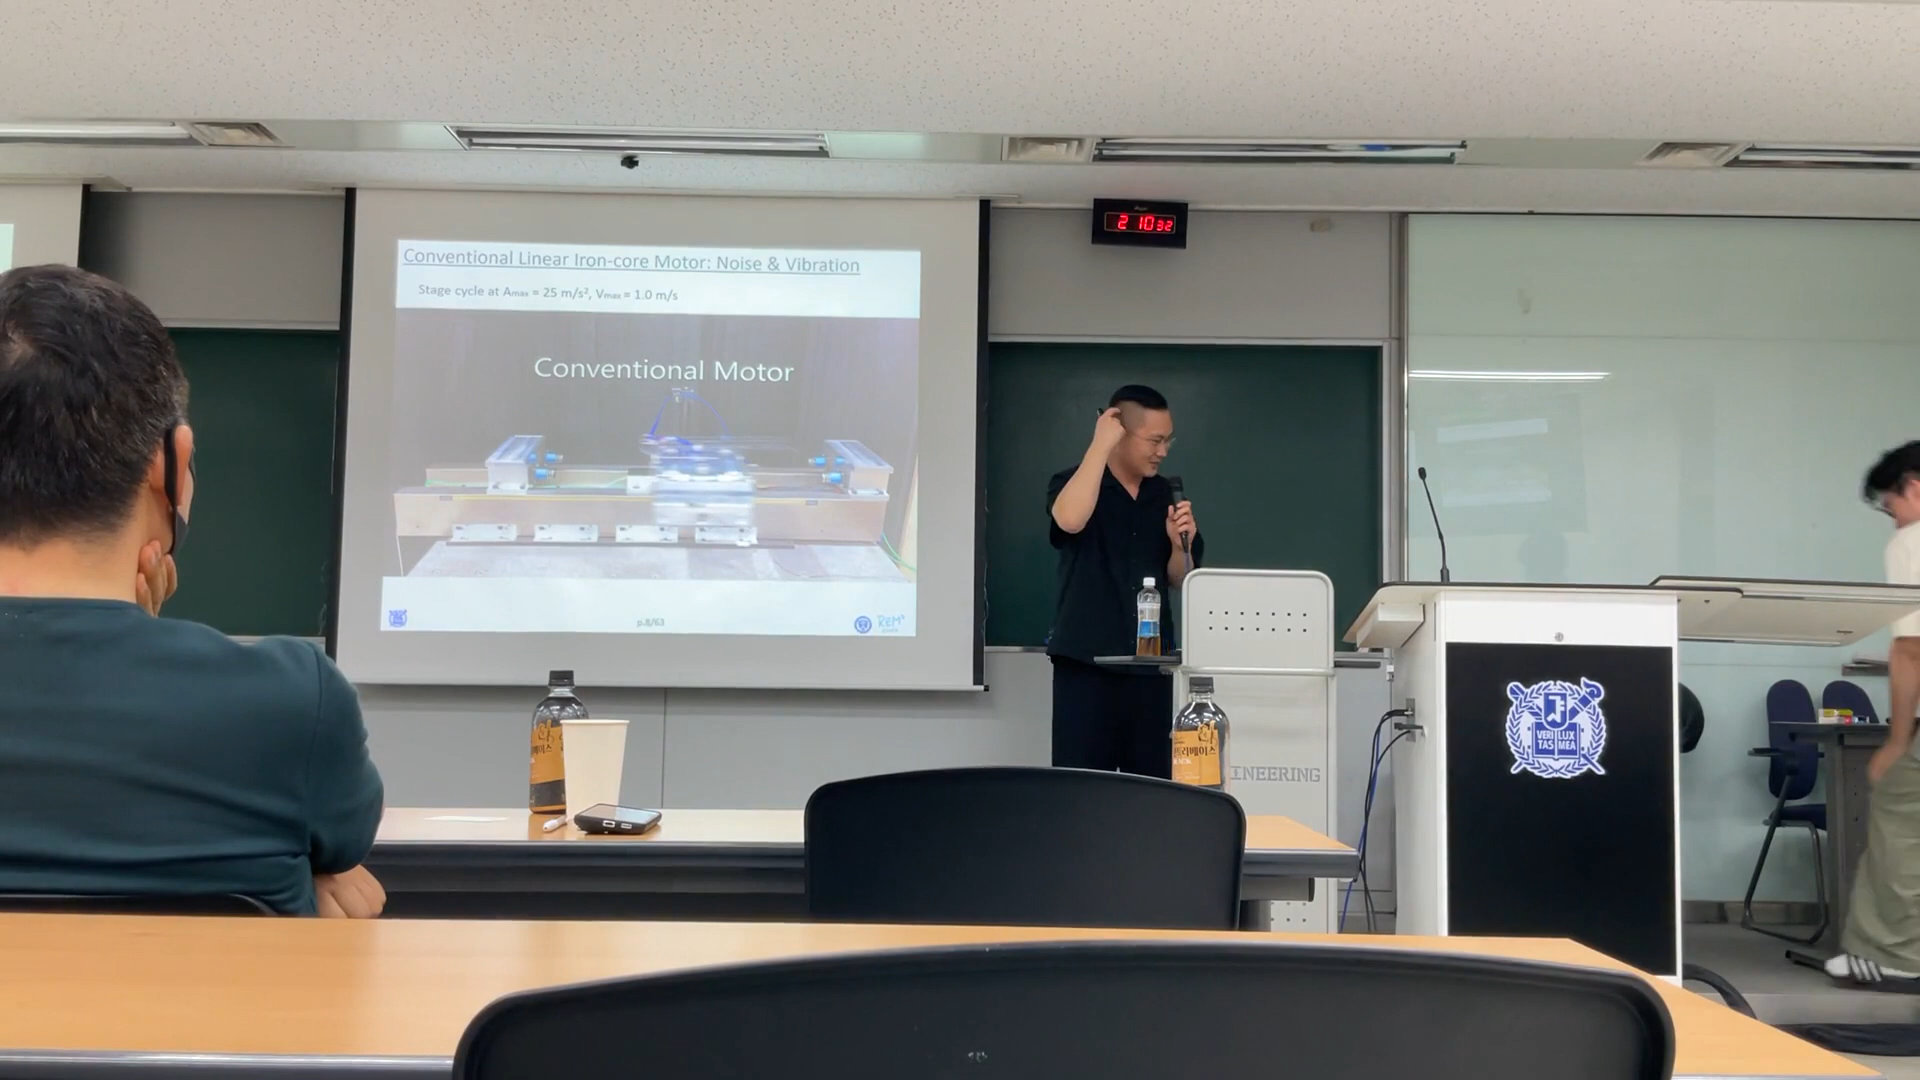 2 10 32
Conventional Linear Iron-core Motor: Noise & Vibration
Stage cycle at Amax = 25 m/s², Vmax = 1.0 m/s
Conventional Motor
p.8/63
VERI LUX
TAS MEA
INEERING